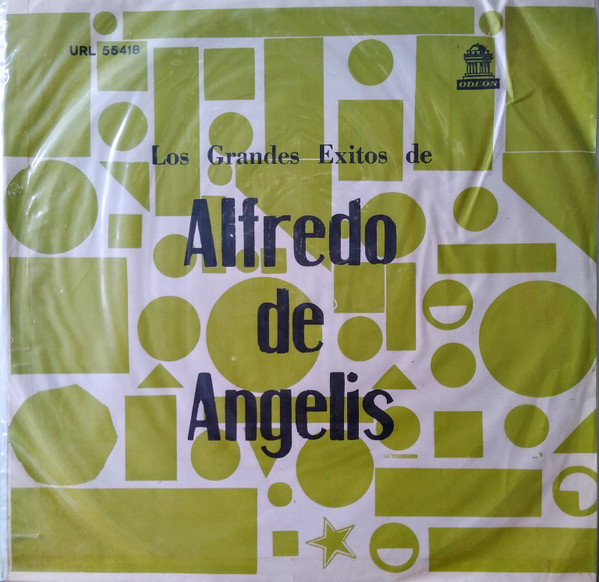 URL 55418
ODEON
Los Grandes Exitos de
Alfredo
de
Angelis